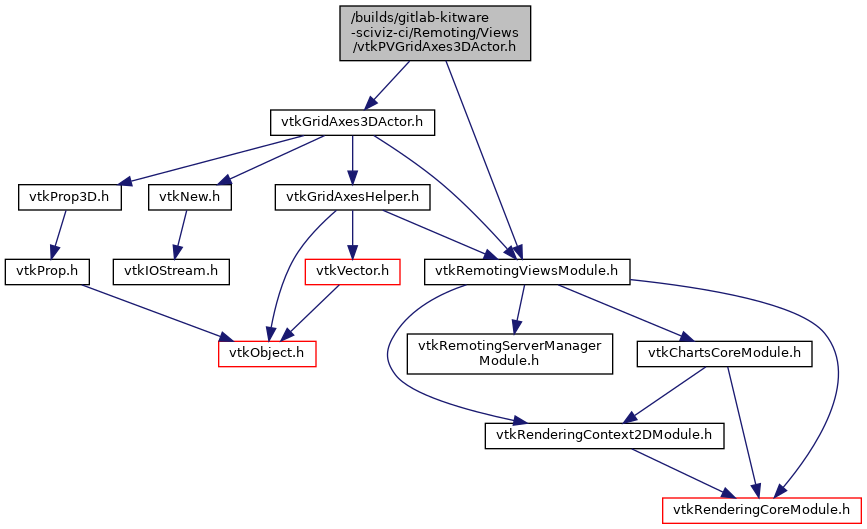 /builds/gitlab-kitware
-sciviz-ci/Remoting/Views
/vtkPVGridAxes3DActor.h
vtkGridAxes3DActor.h
vtkProp3D.h
vtkNew.h
vtkGridAxesHelper.h
vtkProp.h
vtkIOStream.h
vtkVector.h
vtkRemotingViewsModule.h
vtkObject.h
vtkRemotingServerManager
Module.h
vtkChartsCoreModule.h
vtkRenderingContext2DModule.h
vtkRenderingCoreModule.h